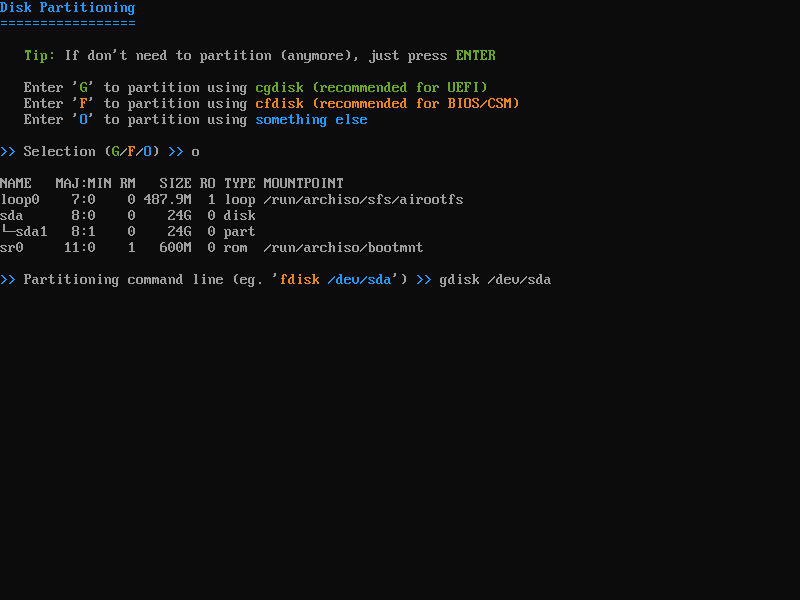 Disk Partitioning
=================
Tip: If don't need to partition (anymore), just press ENTER
Enter 'G' to partition using cgdisk (recommended for UEFI)
Enter 'F' to partition using cfdisk (recommended for BIOS/CSM)
Enter 'O' to partition using something else
>> Selection (G/F/O) >> o
NAME   MAJ:MIN RM   SIZE RO TYPE MOUNTPOINT
loop0    7:0    0 487.9M  1 loop /run/archiso/sfs/airootfs
sda      8:0    0    24G  0 disk
└─sda1   8:1    0    24G  0 part
sr0     11:0    1   600M  0 rom  /run/archiso/bootmnt
>> Partitioning command line (eg. 'fdisk /dev/sda') >> gdisk /dev/sda